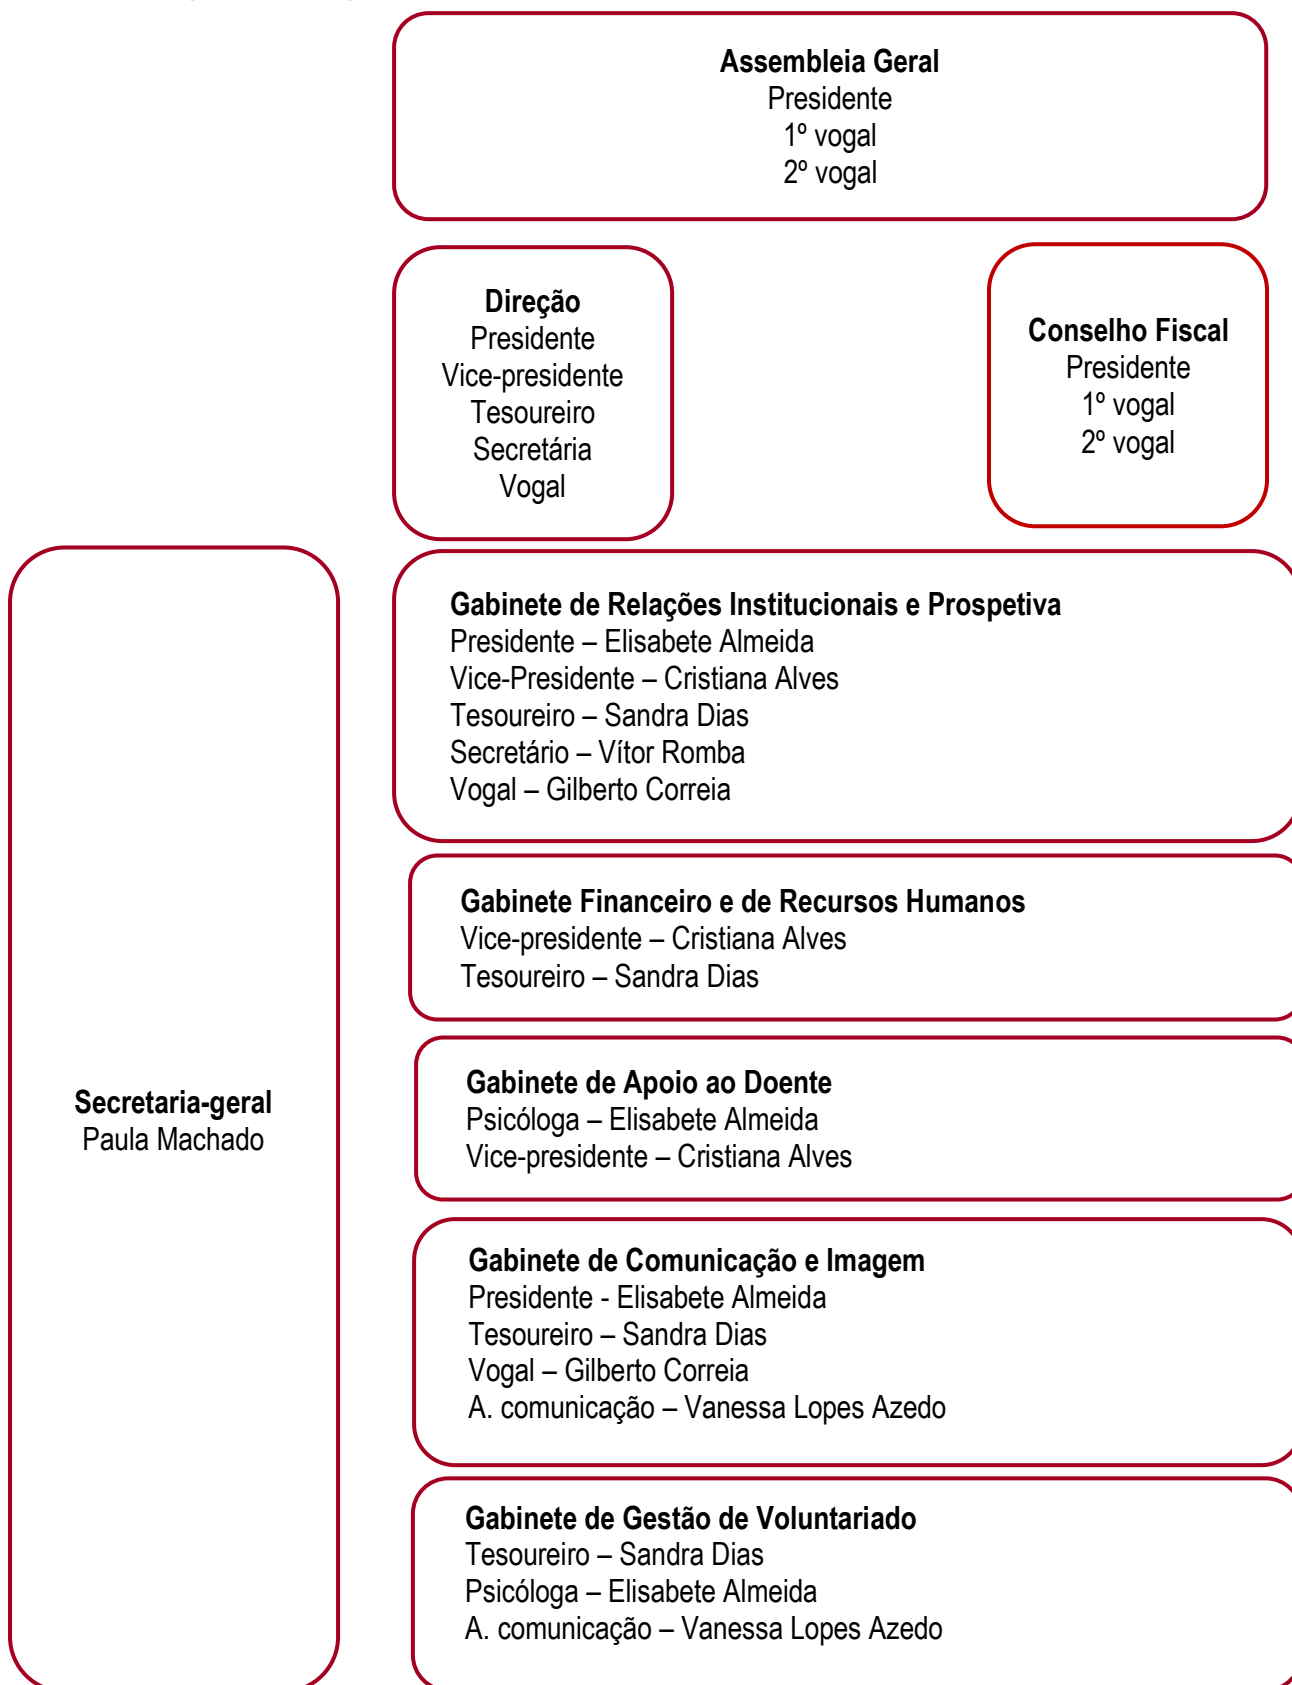 Assembleia Geral
Presidente
1º vogal
2º vogal
Direção
Presidente
Vice-presidente
Tesoureiro
Secretária
Vogal
Conselho Fiscal
Presidente
1º vogal
2º vogal
Secretaria-geral
Paula Machado
Gabinete de Relações Institucionais e Prospetiva
Presidente – Elisabete Almeida
Vice-Presidente – Cristiana Alves
Tesoureiro – Sandra Dias
Secretário – Vítor Romba
Vogal – Gilberto Correia
Gabinete Financeiro e de Recursos Humanos
Vice-presidente – Cristiana Alves
Tesoureiro – Sandra Dias
Gabinete de Apoio ao Doente
Psicóloga – Elisabete Almeida
Vice-presidente – Cristiana Alves
Gabinete de Comunicação e Imagem
Presidente - Elisabete Almeida
Tesoureiro – Sandra Dias
Vogal – Gilberto Correia
A. comunicação – Vanessa Lopes Azedo
Gabinete de Gestão de Voluntariado
Tesoureiro – Sandra Dias
Psicóloga – Elisabete Almeida
A. comunicação – Vanessa Lopes Azedo